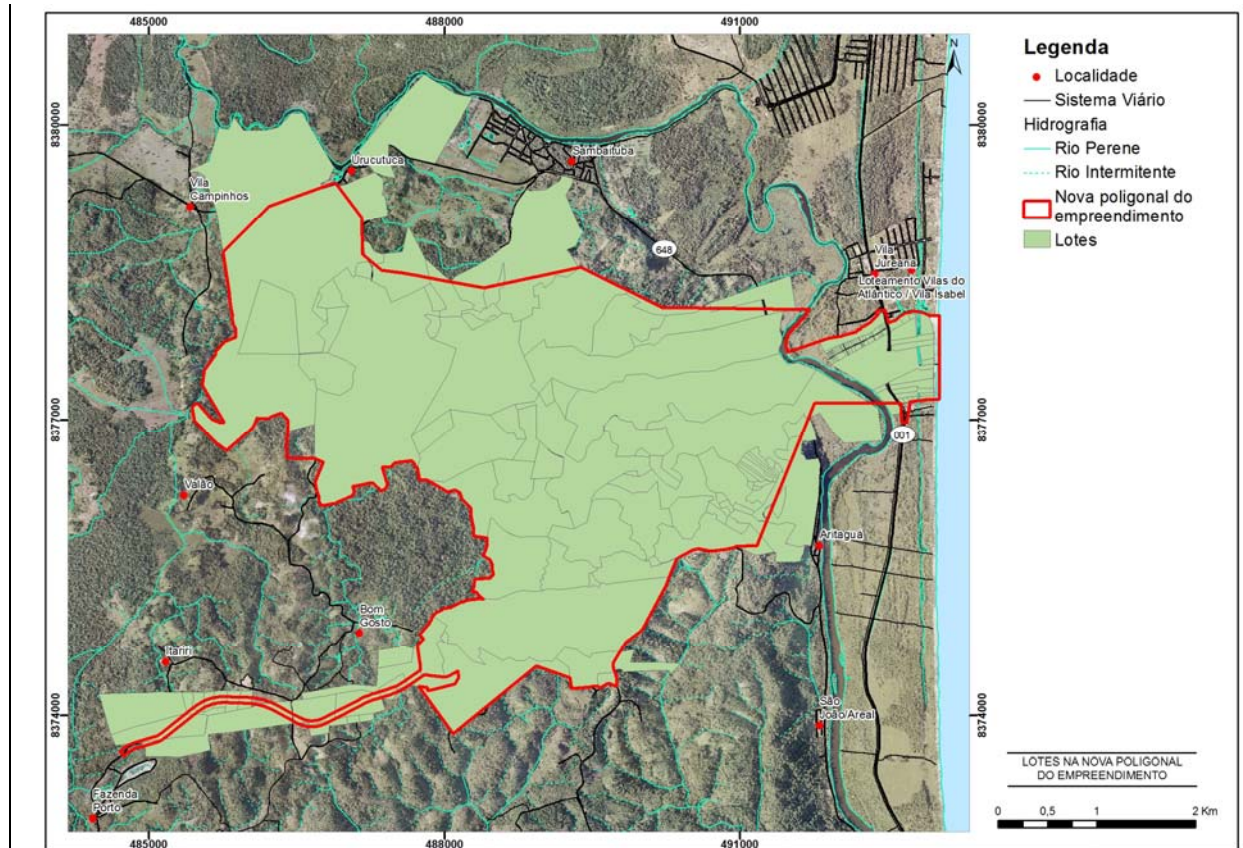 485000
488000
491000
8380000
8380000
8377000
8377000
8374000
8374000
485000
488000
491000
N
Urucutuca
Sambaituba
Vila
Campinhos
648
Vila
Jureana
Loteamento Vilas do
Atlântico / Vila Isabel
001
Valão
Aritaguá
Bom
Gosto
Itariri
São
João/Areal
Fazenda
Porto
Legenda
Localidade
Sistema Viário
Hidrografia
Rio Perene
Rio Intermitente
Nova poligonal do
empreendimento
Lotes
LOTES NA NOVA POLIGONAL
DO EMPREENDIMENTO
0 0,5 1 2 Km